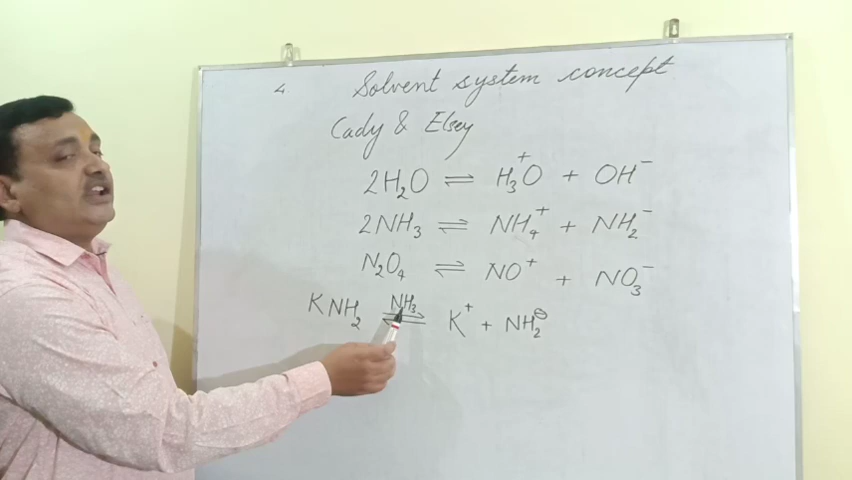 4. Solvent system concept
Cady & Elsey
2H₂O ⇌ H₃O⁺ + OH⁻
2NH₃ ⇌ NH₄⁺ + NH₂⁻
N₂O₄ ⇌ NO⁺ + NO₃⁻
KNH₂ ⇌ (NH₃) K⁺ + NH₂⊖